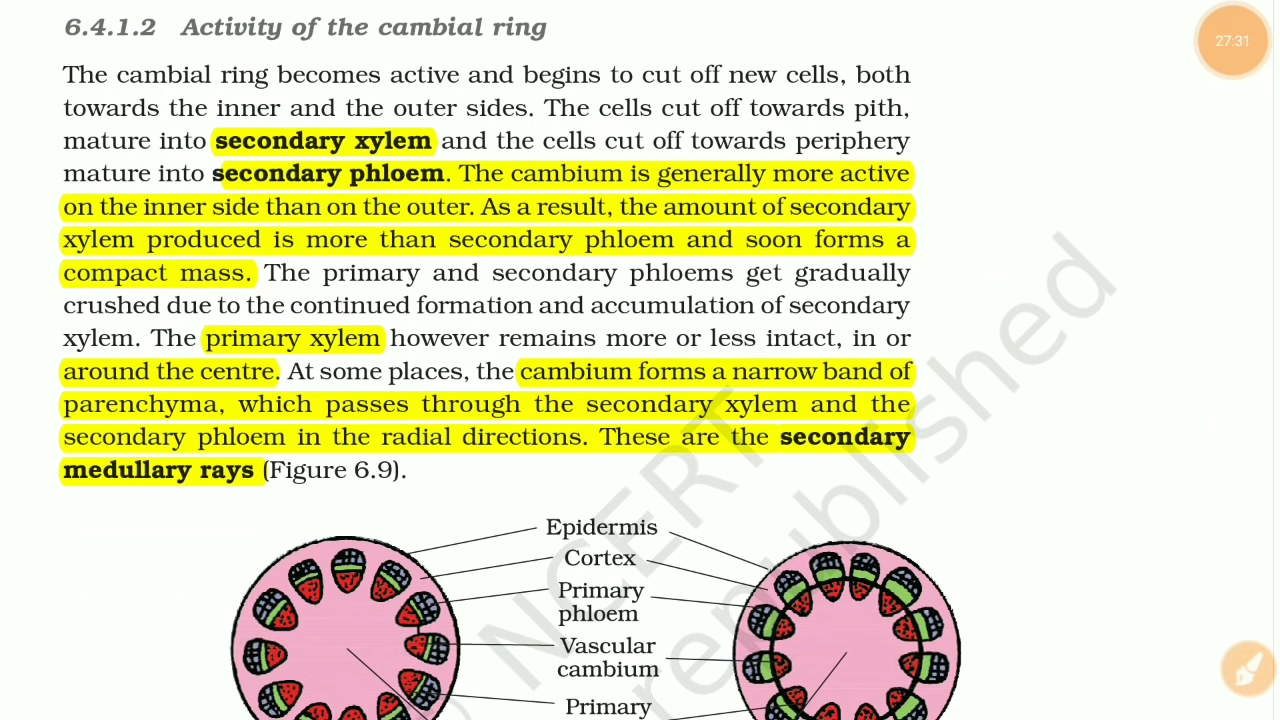 6.4.1.2 Activity of the cambial ring
27:31
The cambial ring becomes active and begins to cut off new cells, both
towards the inner and the outer sides. The cells cut off towards pith,
mature into secondary xylem and the cells cut off towards periphery
mature into secondary phloem. The cambium is generally more active
on the inner side than on the outer. As a result, the amount of secondary
xylem produced is more than secondary phloem and soon forms a
compact mass. The primary and secondary phloems get gradually
crushed due to the continued formation and accumulation of secondary
xylem. The primary xylem however remains more or less intact, in or
around the centre. At some places, the cambium forms a narrow band of
parenchyma, which passes through the secondary xylem and the
secondary phloem in the radial directions. These are the secondary
medullary rays (Figure 6.9).
Epidermis
Cortex
Primary
phloem
Vascular
cambium
Primary
NCERT
republished